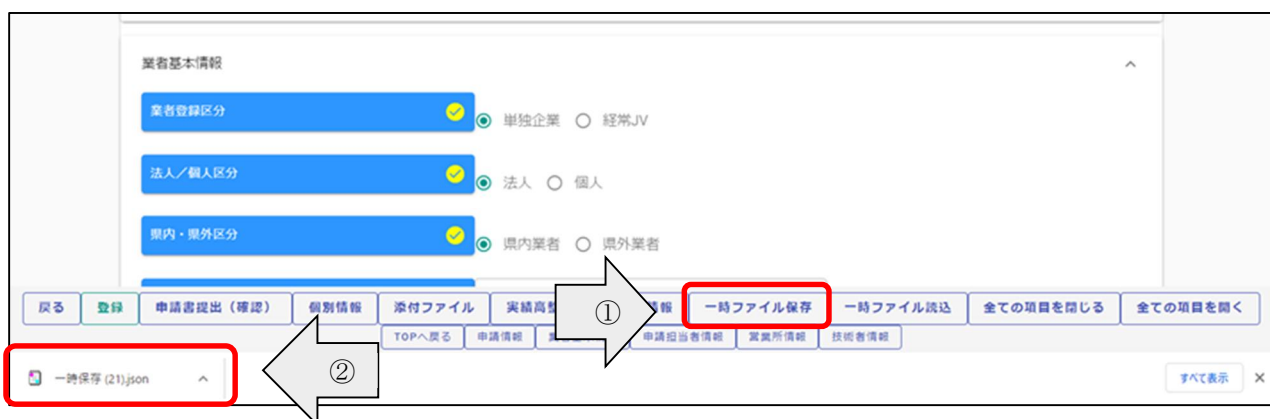 業者基本情報
業者登録区分
単独企業 経常JV
法人／個人区分
法人 個人
県内・県外区分
県内業者 県外業者
戻る 登録 申請書提出（確認） 個別情報 添付ファイル 実績高 ① 報 一時ファイル保存 一時ファイル読込 全ての項目を閉じる 全ての項目を開く
TOPへ戻る 申請情報 申請担当者情報 営業所情報 技術者情報
一時保存 (21).json ② すべて表示